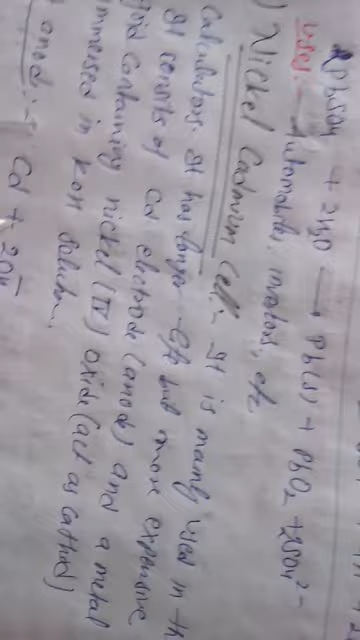 2PbSO4 + 2H2O → Pb(s) + PbO2 + 2SO4²⁻
Uses:- Automobiles, motors, etc
) Nickel Cadmium Cell:- It is mainly used in
calculators. It has longer life but more expensive
It consists of Cd electrode (anode) and a metal
grid containing nickel (IV) oxide (act as cathode)
immersed in KOH solution.
anode:- Cd + 2OH⁻